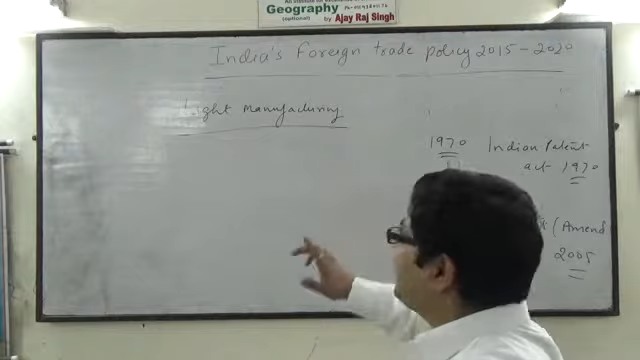 Geography
(optional) by Ajay Raj Singh
India's Foreign trade policy 2015-2020
Light Manufacturing
1970 Indian Patent
act 1970
(Amend
2005